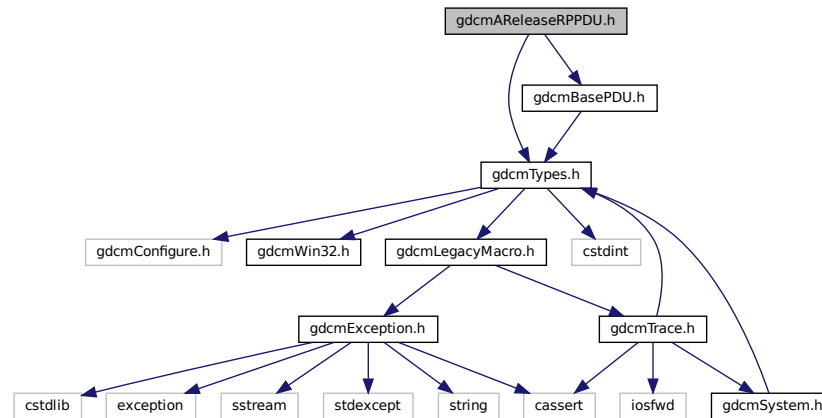 gdcmAReleaseRPPDU.h
gdcmBasePDU.h
gdcmTypes.h
gdcmConfigure.h
gdcmWin32.h
gdcmLegacyMacro.h
cstdint
gdcmException.h
gdcmTrace.h
cstdlib
exception
sstream
stdexcept
string
cassert
iosfwd
gdcmSystem.h